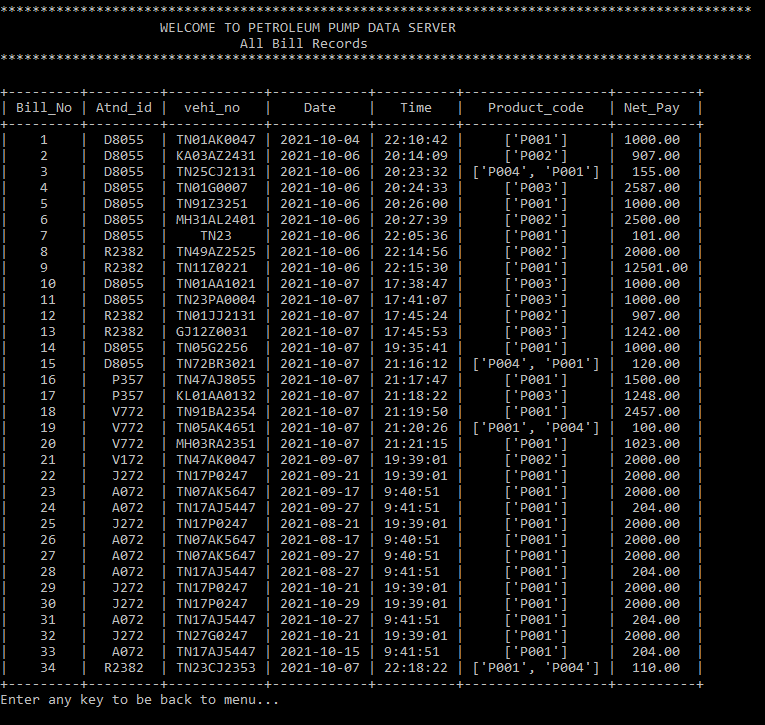 **********************************************************************************************
WELCOME TO PETROLEUM PUMP DATA SERVER
All Bill Records
**********************************************************************************************
+---------+---------+------------+------------+----------+------------------+----------+
| Bill_No | Atnd_id | vehi_no | Date | Time | Product_code | Net_Pay |
+---------+---------+------------+------------+----------+------------------+----------+
| 1 | D8055 | TN01AK0047 | 2021-10-04 | 22:10:42 | ['P001'] | 1000.00 |
| 2 | D8055 | KA03AZ2431 | 2021-10-06 | 20:14:09 | ['P002'] | 907.00 |
| 3 | D8055 | TN25CJ2131 | 2021-10-06 | 20:23:32 | ['P004', 'P001'] | 155.00 |
| 4 | D8055 | TN01G0007 | 2021-10-06 | 20:24:33 | ['P003'] | 2587.00 |
| 5 | D8055 | TN91Z3251 | 2021-10-06 | 20:26:00 | ['P001'] | 1000.00 |
| 6 | D8055 | MH31AL2401 | 2021-10-06 | 20:27:39 | ['P002'] | 2500.00 |
| 7 | D8055 | TN23 | 2021-10-06 | 22:05:36 | ['P001'] | 101.00 |
| 8 | R2382 | TN49AZ2525 | 2021-10-06 | 22:14:56 | ['P002'] | 2000.00 |
| 9 | R2382 | TN11Z0221 | 2021-10-06 | 22:15:30 | ['P001'] | 12501.00 |
| 10 | D8055 | TN01AA1021 | 2021-10-07 | 17:38:47 | ['P003'] | 1000.00 |
| 11 | D8055 | TN23PA0004 | 2021-10-07 | 17:41:07 | ['P003'] | 1000.00 |
| 12 | R2382 | TN01JJ2131 | 2021-10-07 | 17:45:24 | ['P002'] | 907.00 |
| 13 | R2382 | GJ12Z0031 | 2021-10-07 | 17:45:53 | ['P003'] | 1242.00 |
| 14 | D8055 | TN05G2256 | 2021-10-07 | 19:35:41 | ['P001'] | 1000.00 |
| 15 | D8055 | TN72BR3021 | 2021-10-07 | 21:16:12 | ['P004', 'P001'] | 120.00 |
| 16 | P357 | TN47AJ8055 | 2021-10-07 | 21:17:47 | ['P001'] | 1500.00 |
| 17 | P357 | KL01AA0132 | 2021-10-07 | 21:18:22 | ['P003'] | 1248.00 |
| 18 | V772 | TN91BA2354 | 2021-10-07 | 21:19:50 | ['P001'] | 2457.00 |
| 19 | V772 | TN05AK4651 | 2021-10-07 | 21:20:26 | ['P001', 'P004'] | 100.00 |
| 20 | V772 | MH03RA2351 | 2021-10-07 | 21:21:15 | ['P001'] | 1023.00 |
| 21 | V172 | TN47AK0047 | 2021-09-07 | 19:39:01 | ['P002'] | 2000.00 |
| 22 | J272 | TN17P0247 | 2021-09-21 | 19:39:01 | ['P001'] | 2000.00 |
| 23 | A072 | TN07AK5647 | 2021-09-17 | 9:40:51 | ['P001'] | 2000.00 |
| 24 | A072 | TN17AJ5447 | 2021-09-27 | 9:41:51 | ['P001'] | 204.00 |
| 25 | J272 | TN17P0247 | 2021-08-21 | 19:39:01 | ['P001'] | 2000.00 |
| 26 | A072 | TN07AK5647 | 2021-08-17 | 9:40:51 | ['P001'] | 2000.00 |
| 27 | A072 | TN07AK5647 | 2021-09-27 | 9:40:51 | ['P001'] | 2000.00 |
| 28 | A072 | TN17AJ5447 | 2021-08-27 | 9:41:51 | ['P001'] | 204.00 |
| 29 | J272 | TN17P0247 | 2021-10-21 | 19:39:01 | ['P001'] | 2000.00 |
| 30 | J272 | TN17P0247 | 2021-10-29 | 19:39:01 | ['P001'] | 2000.00 |
| 31 | A072 | TN17AJ5447 | 2021-10-27 | 9:41:51 | ['P001'] | 204.00 |
| 32 | J272 | TN27G0247 | 2021-10-21 | 19:39:01 | ['P001'] | 2000.00 |
| 33 | A072 | TN17AJ5447 | 2021-10-15 | 9:41:51 | ['P001'] | 204.00 |
| 34 | R2382 | TN23CJ2353 | 2021-10-07 | 22:18:22 | ['P001', 'P004'] | 110.00 |
+---------+---------+------------+------------+----------+------------------+----------+
Enter any key to be back to menu...